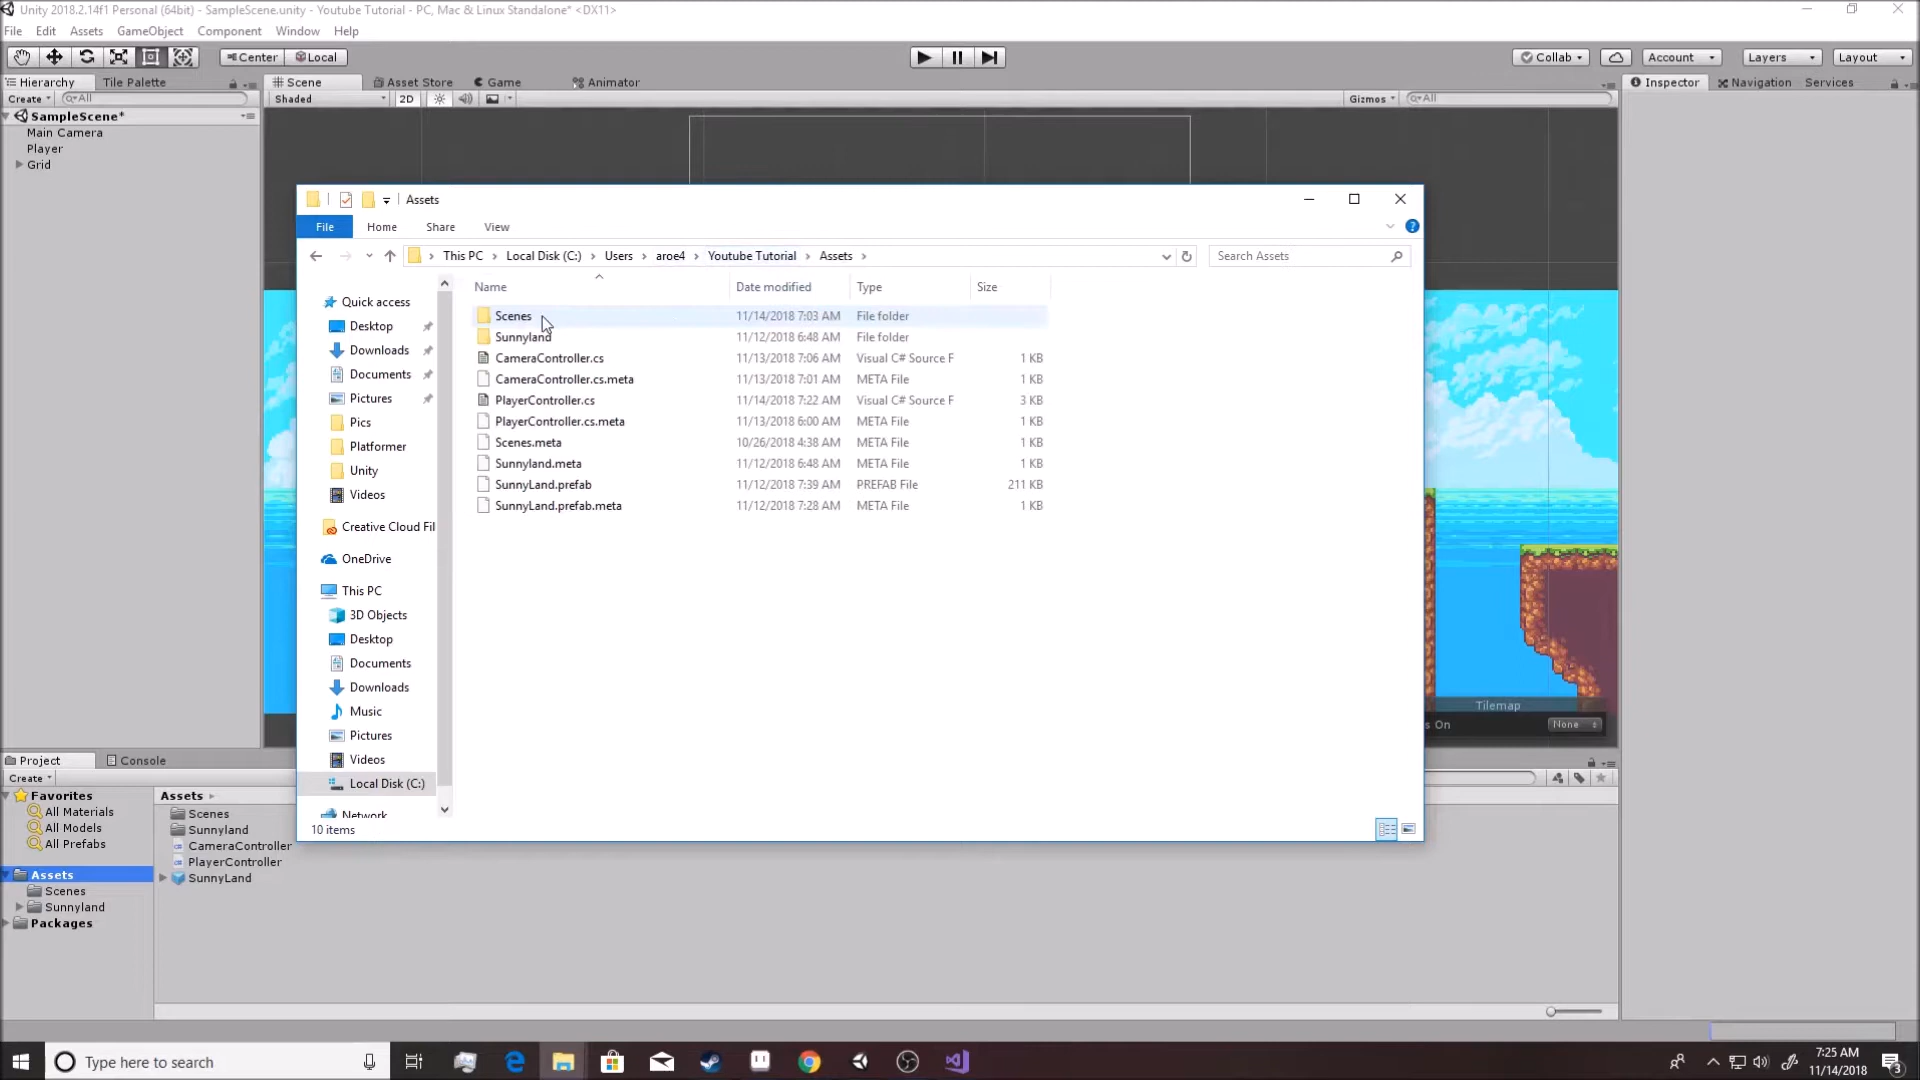 Unity 2018.2.14f1 Personal (64bit) - SampleScene.unity - Youtube Tutorial - PC, Mac & Linux Standalone* <DX11>
File Edit Assets GameObject Component Window Help
Center Local Collab Account Layers Layout
Hierarchy Tile Palette Scene Asset Store Game Animator Inspector Navigation Services
Create All Shaded 2D Gizmos All
SampleScene*
Main Camera
Player
Grid
Assets
File Home Share View
This PC Local Disk (C:) Users aroe4 Youtube Tutorial Assets Search Assets
Name Date modified Type Size
Scenes 11/14/2018 7:03 AM File folder
Sunnyland 11/12/2018 6:48 AM File folder
CameraController.cs 11/13/2018 7:06 AM Visual C# Source F 1 KB
CameraController.cs.meta 11/13/2018 7:01 AM META File 1 KB
PlayerController.cs 11/14/2018 7:22 AM Visual C# Source F 3 KB
PlayerController.cs.meta 11/13/2018 6:00 AM META File 1 KB
Scenes.meta 10/26/2018 4:38 AM META File 1 KB
Sunnyland.meta 11/12/2018 6:48 AM META File 1 KB
SunnyLand.prefab 11/12/2018 7:39 AM PREFAB File 211 KB
SunnyLand.prefab.meta 11/12/2018 7:28 AM META File 1 KB
Quick access
Desktop
Downloads
Documents
Pictures
Pics
Platformer
Unity
Videos
Creative Cloud Fil
OneDrive
This PC
3D Objects
Desktop
Documents
Downloads
Music
Pictures
Videos
Local Disk (C:)
Network
10 items
Tilemap
s On None
Project Console
Create
Favorites
All Materials
All Models
All Prefabs
Assets
Scenes
Sunnyland
Packages
Assets
Scenes
Sunnyland
CameraController
PlayerController
SunnyLand
Type here to search
7:25 AM
11/14/2018
3